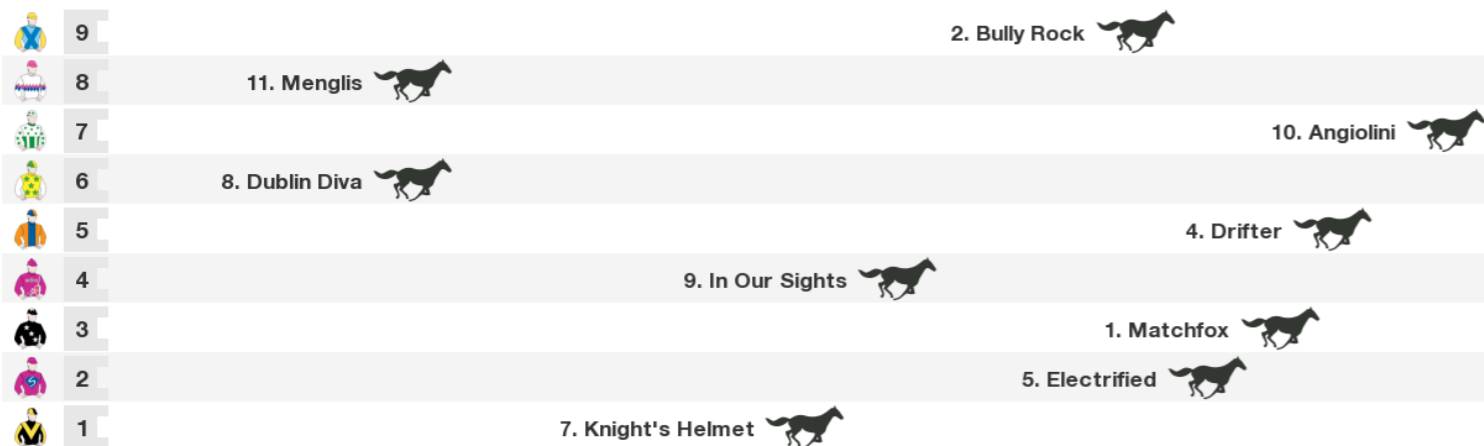 9 2. Bully Rock
8 11. Menglis
7 10. Angiolini
6 8. Dublin Diva
5 4. Drifter
4 9. In Our Sights
3 1. Matchfox
2 5. Electrified
1 7. Knight's Helmet